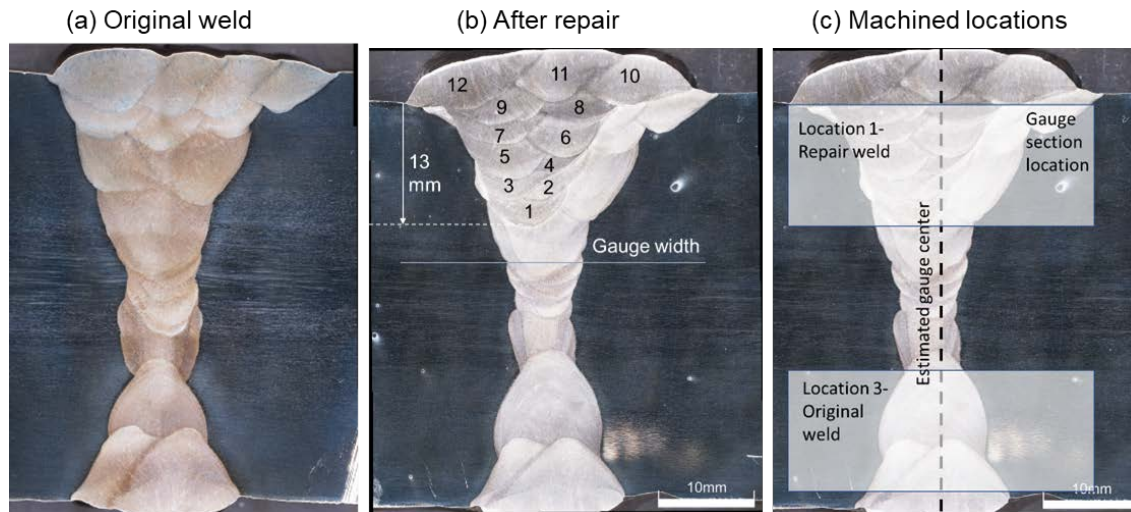 (a) Original weld
(b) After repair
(c) Machined locations
12
11
10
9
8
7
6
5
4
3
2
1
13
mm
Gauge width
10mm
Location 1-
Repair weld
Gauge
section
location
Estimated gauge center
Location 3-
Original
weld
10mm